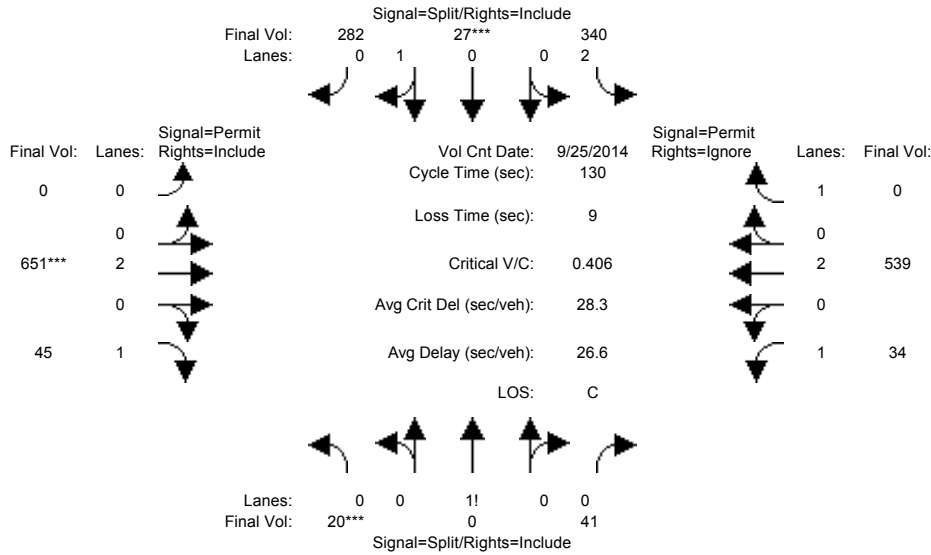 Signal=Split/Rights=Include
Final Vol: 282 27*** 340
Lanes: 0 1 0 0 2
Signal=Permit Signal=Permit
Final Vol: Lanes: Rights=Include Vol Cnt Date: 9/25/2014 Rights=Ignore Lanes: Final Vol:
Cycle Time (sec): 130
0 0 1 0
Loss Time (sec): 9
0 0
651*** 2 Critical V/C: 0.406 2 539
0 Avg Crit Del (sec/veh): 28.3 0
45 1 Avg Delay (sec/veh): 26.6 1 34
LOS: C
Lanes: 0 0 1! 0 0
Final Vol: 20*** 0 41
Signal=Split/Rights=Include